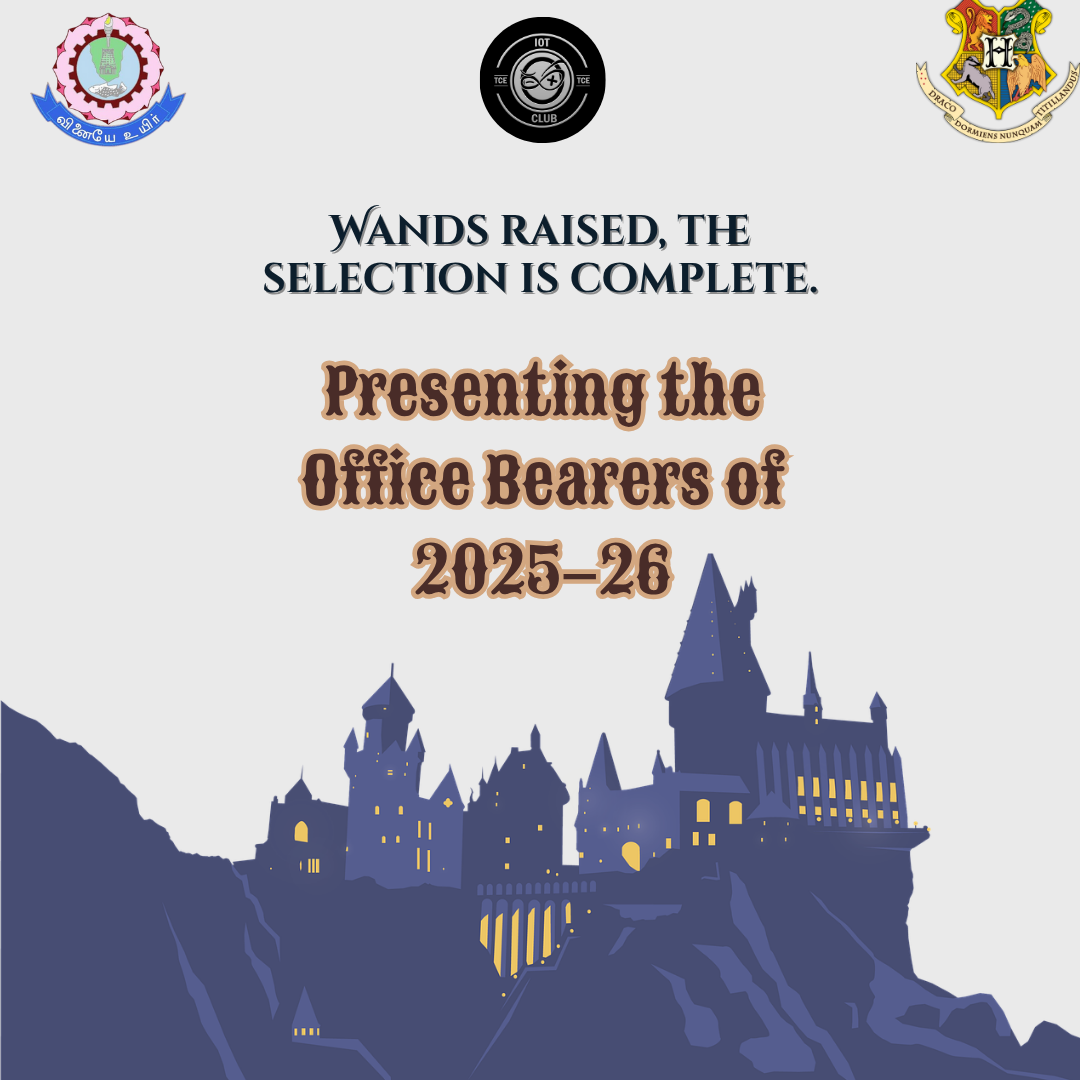 வினையே உயிர்
IOT
TCE TCE
CLUB
H
DRACO DORMIENS NUNQUAM TITILLANDUS
WANDS RAISED, THE
SELECTION IS COMPLETE.
Presenting the
Office Bearers of
2025–26